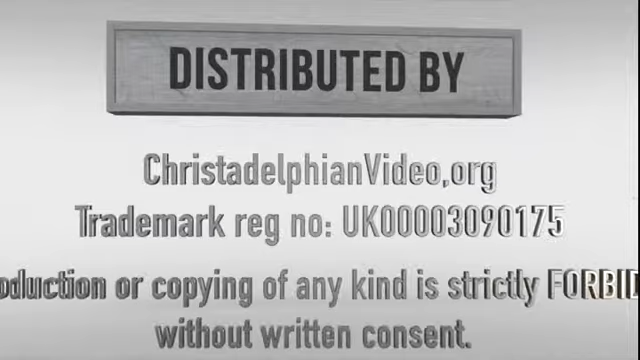 DISTRIBUTED BY
ChristadelphianVideo.org
Trademark reg no: UK00003090175
oduction or copying of any kind is strictly FORBID
without written consent.